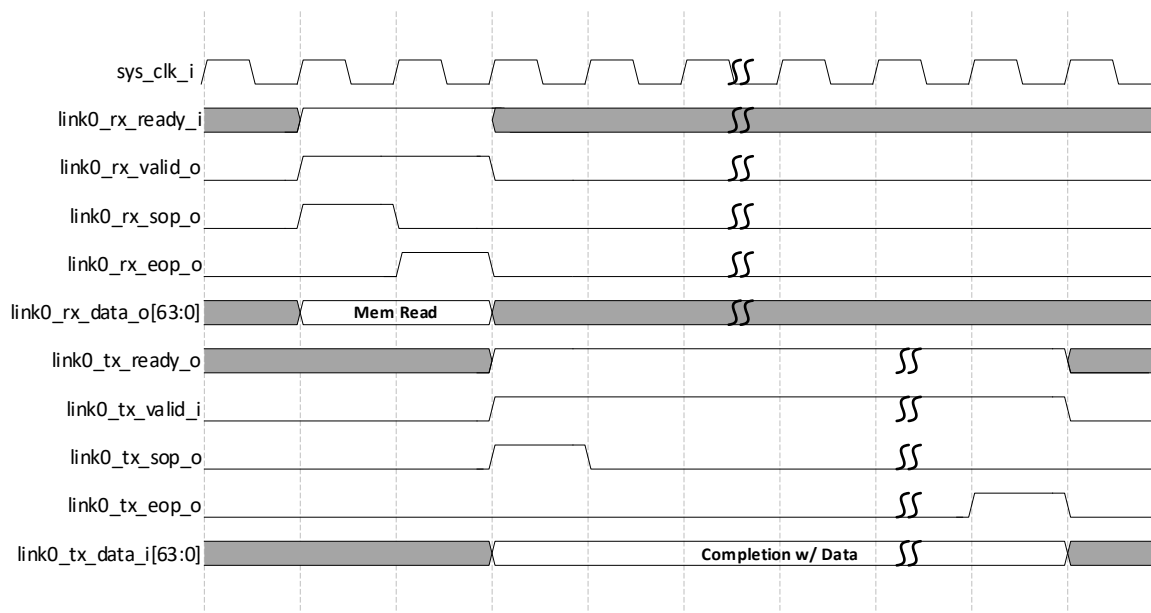 sys_clk_i
link0_rx_ready_i
link0_rx_valid_o
link0_rx_sop_o
link0_rx_eop_o
link0_rx_data_o[63:0]
Mem Read
link0_tx_ready_o
link0_tx_valid_i
link0_tx_sop_o
link0_tx_eop_o
link0_tx_data_i[63:0]
Completion w/ Data